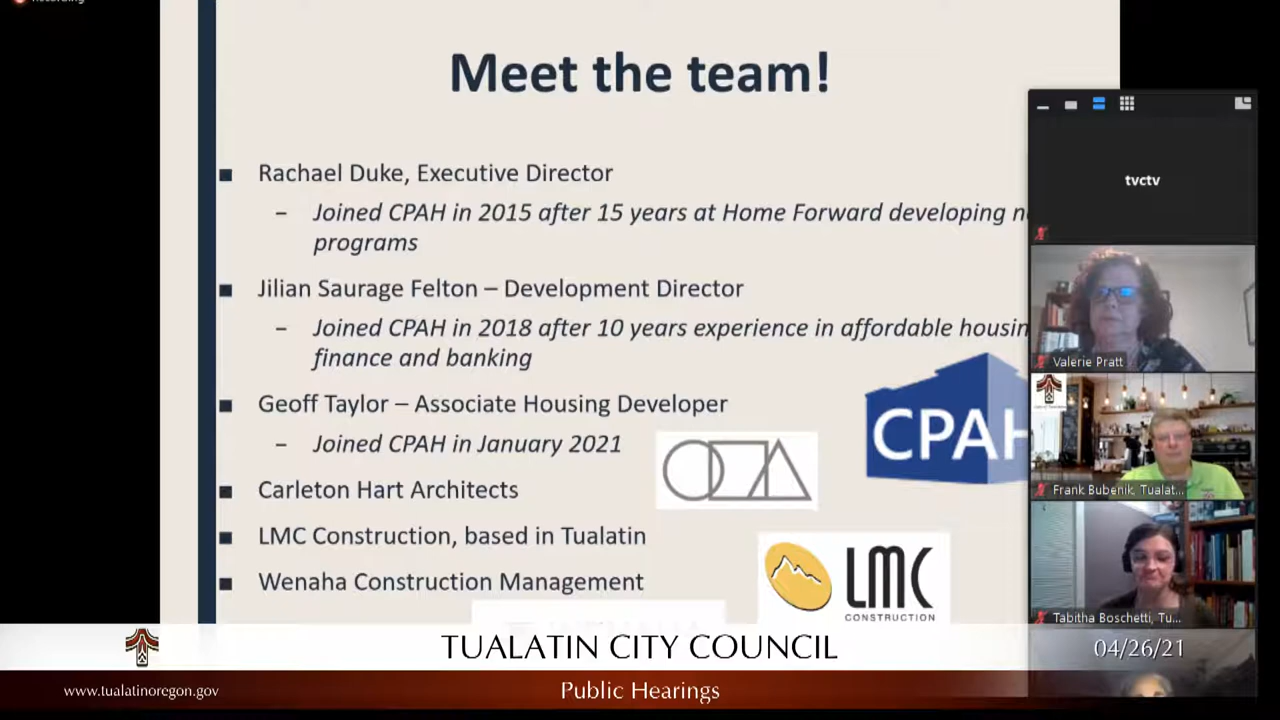 Recording
Meet the team!
■ Rachael Duke, Executive Director
– Joined CPAH in 2015 after 15 years at Home Forward developing
programs
■ Jilian Saurage Felton – Development Director
– Joined CPAH in 2018 after 10 years experience in affordable
finance and banking
■ Geoff Taylor – Associate Housing Developer
– Joined CPAH in January 2021
■ Carleton Hart Architects
■ LMC Construction, based in Tualatin
■ Wenaha Construction Management
CPAH
LMC
CONSTRUCTION
tvctv
Valerie Pratt
Frank Bubenik, Tualat...
Tabitha Boschetti, Tu...
TUALATIN CITY COUNCIL
04/26/21
www.tualatinoregon.gov
Public Hearings